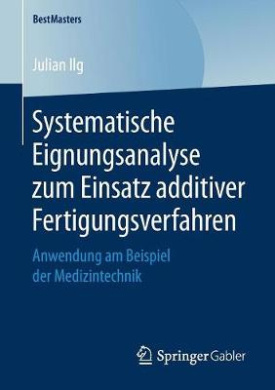 BestMasters
Julian Ilg
Systematische
Eignungsanalyse
zum Einsatz additiver
Fertigungsverfahren
Anwendung am Beispiel
der Medizintechnik
Springer Gabler